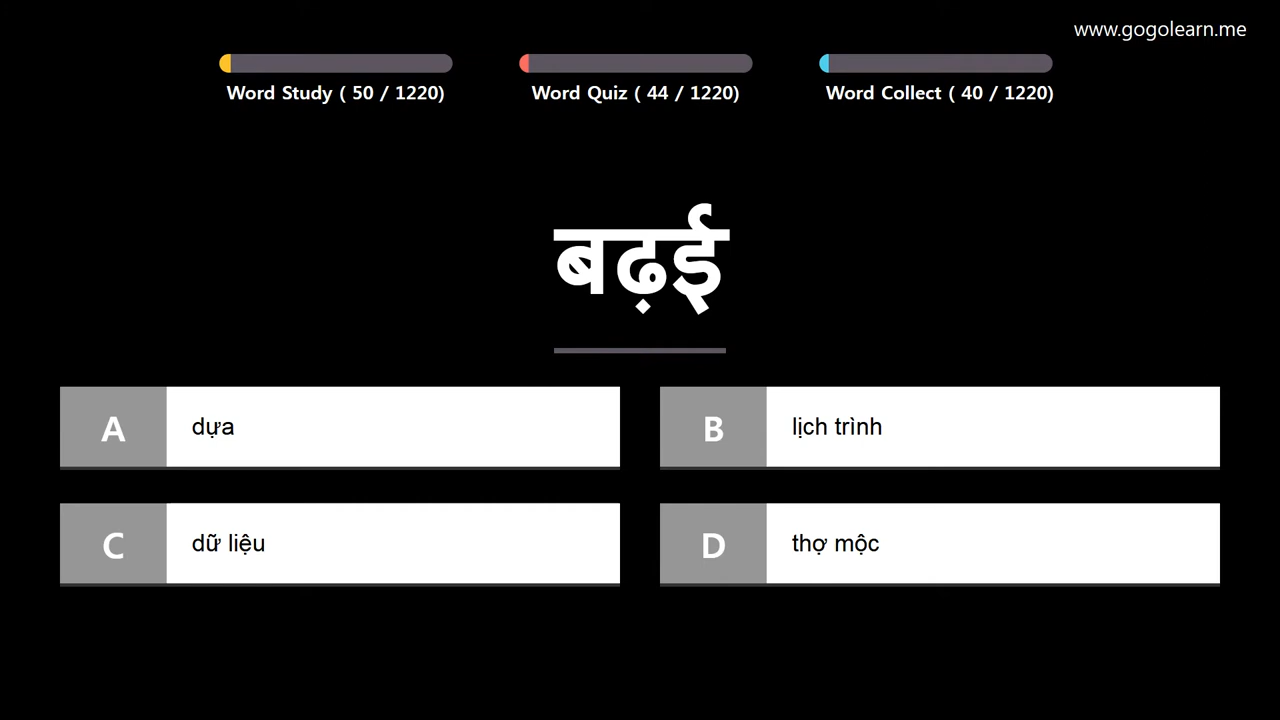 www.gogolearn.me
Word Study ( 50 / 1220)
Word Quiz ( 44 / 1220)
Word Collect ( 40 / 1220)
बढ़ई
A
dựa
B
lịch trình
C
dữ liệu
D
thợ mộc